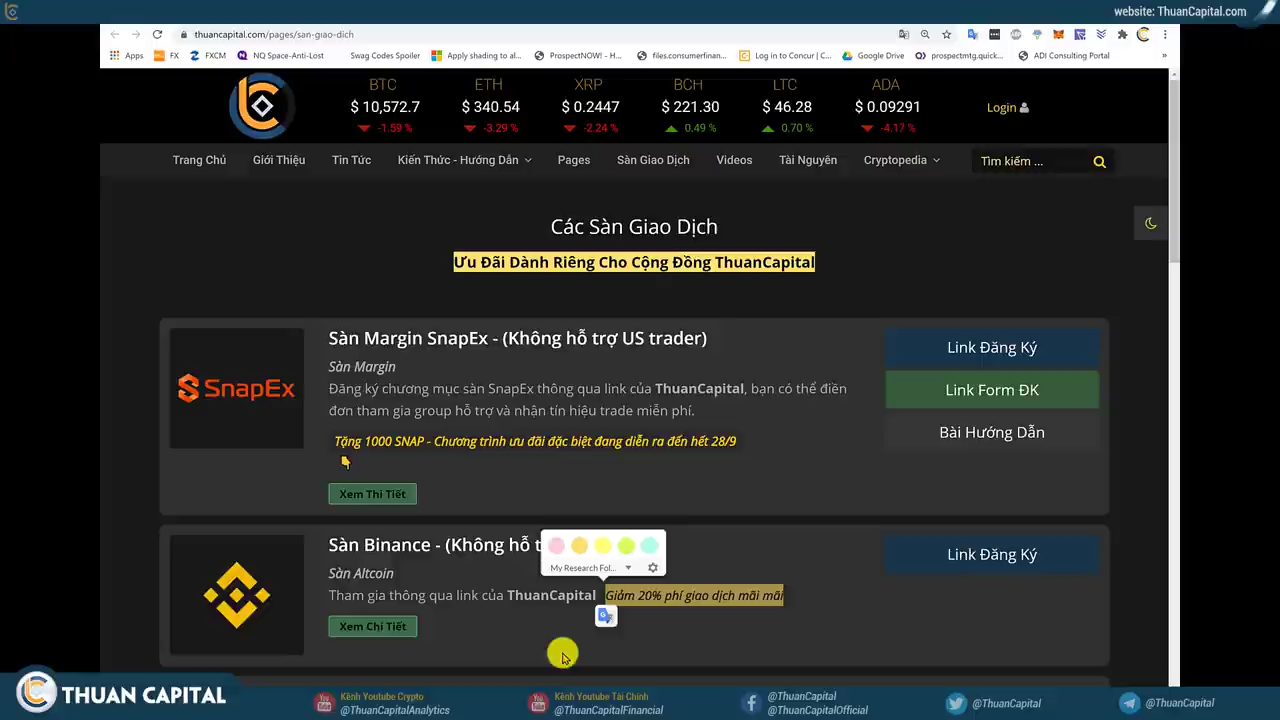 website: ThuanCapital.com
thuancapital.com/pages/san-giao-dich
Apps FX FXCM NQ Space-Anti-Lost Swag Codes Spoiler Apply shading to al... ProspectNOW! - H... files.consumerfinan... Log in to Concur | C... Google Drive prospectmtg.quick... ADI Consulting Portal »
BTC ETH XRP BCH LTC ADA
$ 10,572.7 $ 340.54 $ 0.2447 $ 221.30 $ 46.28 $ 0.09291 Login
-1.59 % -3.29 % -2.24 % 0.49 % 0.70 % -4.17 %
Trang Chủ Giới Thiệu Tin Tức Kiến Thức - Hướng Dẫn Pages Sàn Giao Dịch Videos Tài Nguyên Cryptopedia Tìm kiếm ...
Các Sàn Giao Dịch
Ưu Đãi Dành Riêng Cho Cộng Đồng ThuanCapital
SnapEx
Sàn Margin SnapEx - (Không hỗ trợ US trader)
Sàn Margin
Đăng ký chương mục sàn SnapEx thông qua link của ThuanCapital, bạn có thể điền
đơn tham gia group hỗ trợ và nhận tín hiệu trade miễn phí.
Tặng 1000 SNAP - Chương trình ưu đãi đặc biệt đang diễn ra đến hết 28/9
Xem Thi Tiết
Link Đăng Ký
Link Form ĐK
Bài Hướng Dẫn
Sàn Binance - (Không hỗ t
My Research Fol...
Sàn Altcoin
Tham gia thông qua link của ThuanCapital Giảm 20% phí giao dịch mãi mãi
Xem Chi Tiết
Link Đăng Ký
THUAN CAPITAL
Kênh Youtube Crypto
@ThuanCapitalAnalytics
Kênh Youtube Tài Chính
@ThuanCapitalFinancial
@ThuanCapital
@ThuanCapitalOfficial
@ThuanCapital
@ThuanCapital